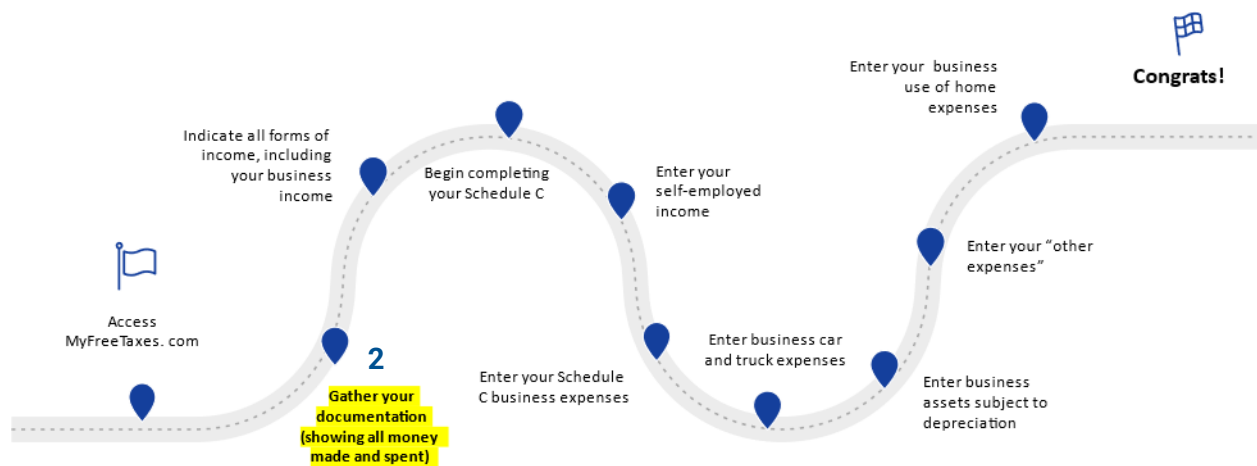 Access
MyFreeTaxes. com
2
Gather your
documentation
(showing all money
made and spent)
Indicate all forms of
income, including
your business
income
Begin completing
your Schedule C
Enter your
self-employed
income
Enter your Schedule
C business expenses
Enter business car
and truck expenses
Enter business
assets subject to
depreciation
Enter your “other
expenses”
Enter your business
use of home
expenses
Congrats!